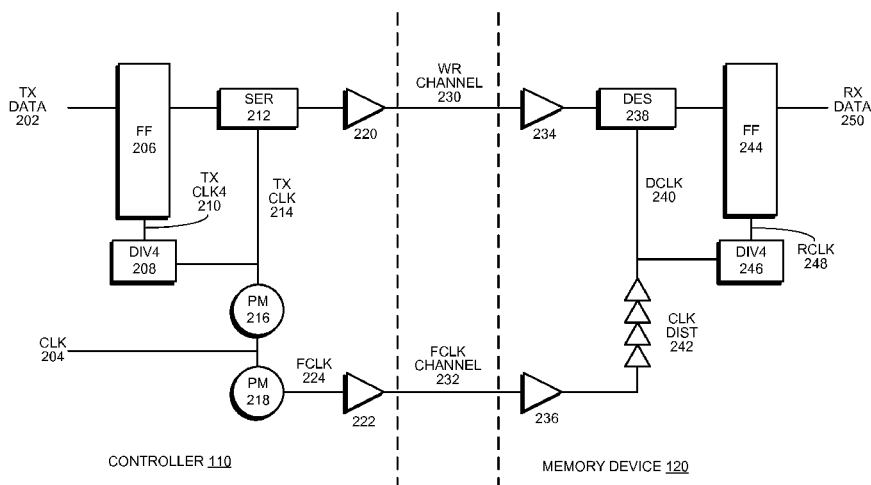 TX
DATA
202
FF
206
SER
212
220
WR
CHANNEL
230
234
DES
238
FF
244
RX
DATA
250
TX
CLK4
210
TX
CLK
214
DCLK
240
DIV4
208
DIV4
246
RCLK
248
PM
216
CLK
DIST
242
CLK
204
PM
218
FCLK
224
222
FCLK
CHANNEL
232
236
CONTROLLER 110
MEMORY DEVICE 120